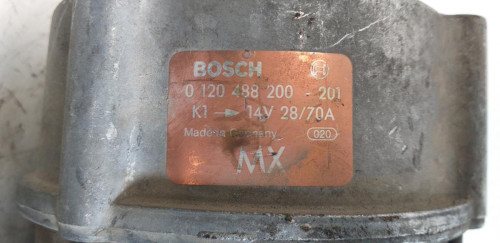 BOSCH
0 120 488 200 - 201
K1 → 14V 28/70A
Made in Germany 020
MX